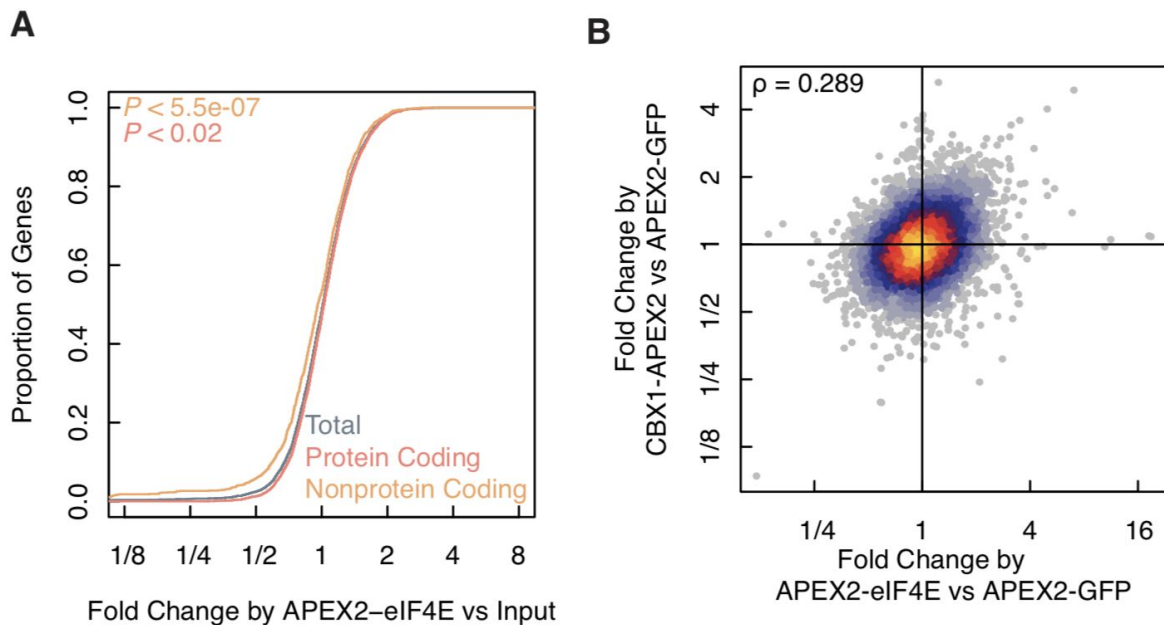 A
P < 5.5e-07
P < 0.02
Proportion of Genes
1.0
0.8
0.6
0.4
0.2
0.0
Total
Protein Coding
Nonprotein Coding
1/8 1/4 1/2 1 2 4 8
Fold Change by APEX2–eIF4E vs Input
B
ρ = 0.289
Fold Change by
CBX1-APEX2 vs APEX2-GFP
4
2
1
1/2
1/4
1/8
1/4 1 4 16
Fold Change by
APEX2-eIF4E vs APEX2-GFP